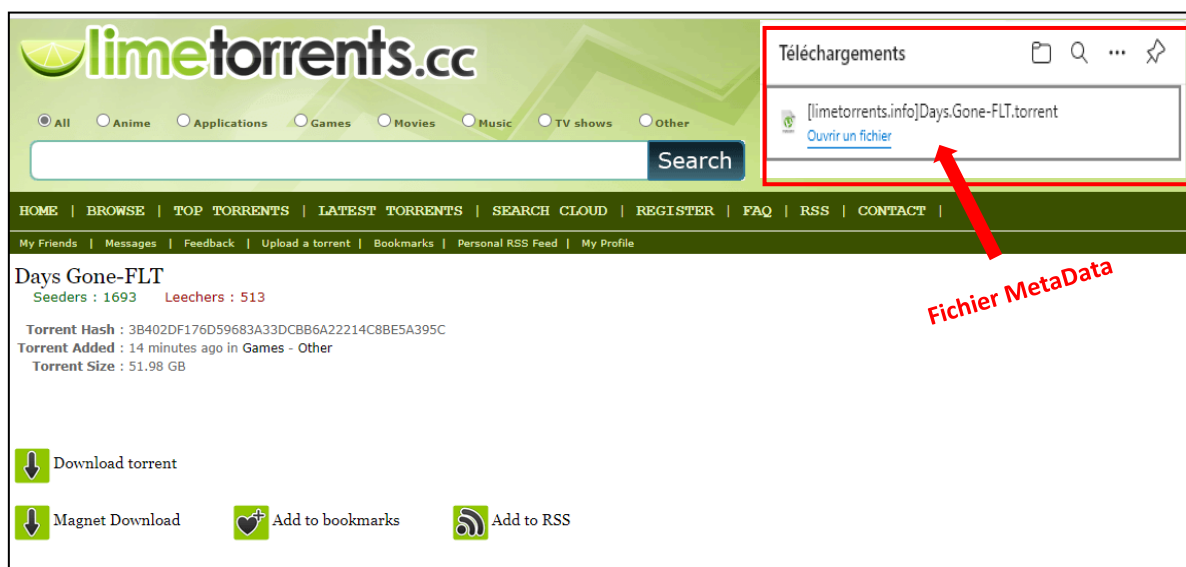 limetorrents.cc
All Anime Applications Games Movies Music TV shows Other
Search
Téléchargements
[limetorrents.info]Days.Gone-FLT.torrent
Ouvrir un fichier
HOME | BROWSE | TOP TORRENTS | LATEST TORRENTS | SEARCH CLOUD | REGISTER | FAQ | RSS | CONTACT |
My Friends | Messages | Feedback | Upload a torrent | Bookmarks | Personal RSS Feed | My Profile
Fichier MetaData
Days Gone-FLT
Seeders : 1693 Leechers : 513
Torrent Hash : 3B402DF176D59683A33DCBB6A22214C8BE5A395C
Torrent Added : 14 minutes ago in Games - Other
Torrent Size : 51.98 GB
Download torrent
Magnet Download Add to bookmarks Add to RSS